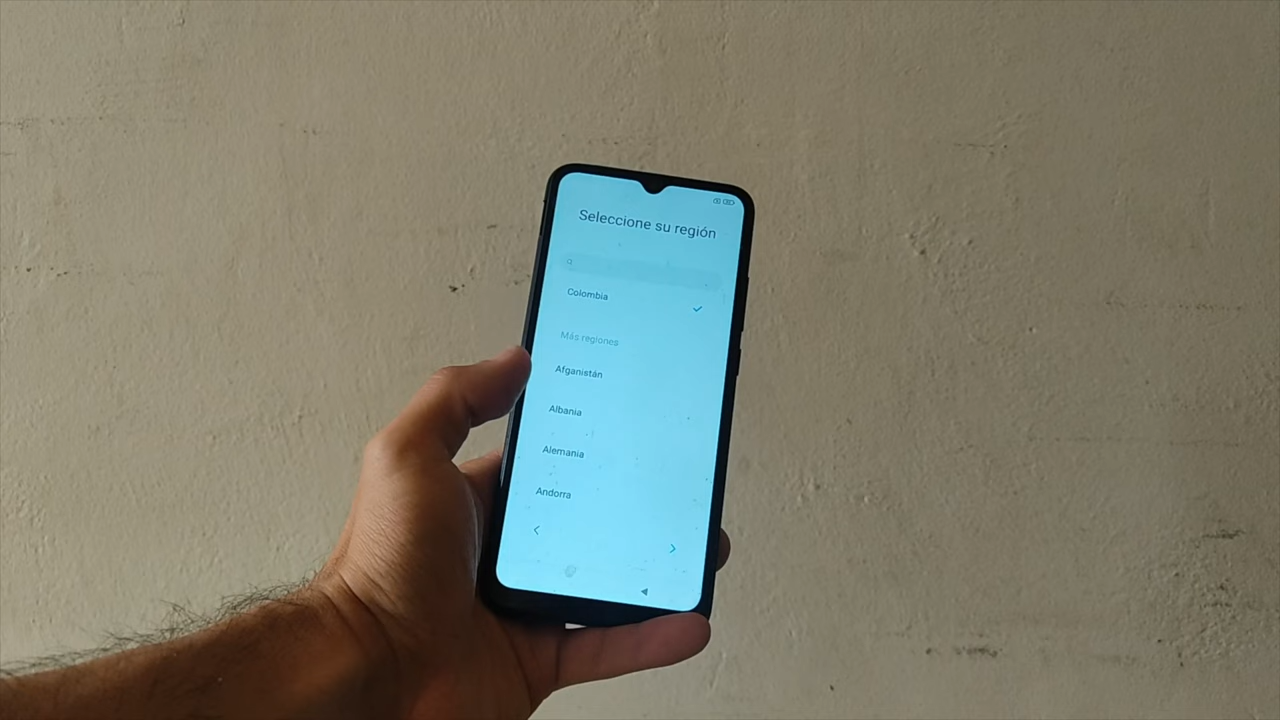 Seleccione su región
Colombia
Más regiones
Afganistán
Albania
Alemania
Andorra